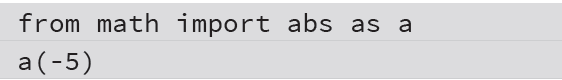 from math import abs as a
a(-5)